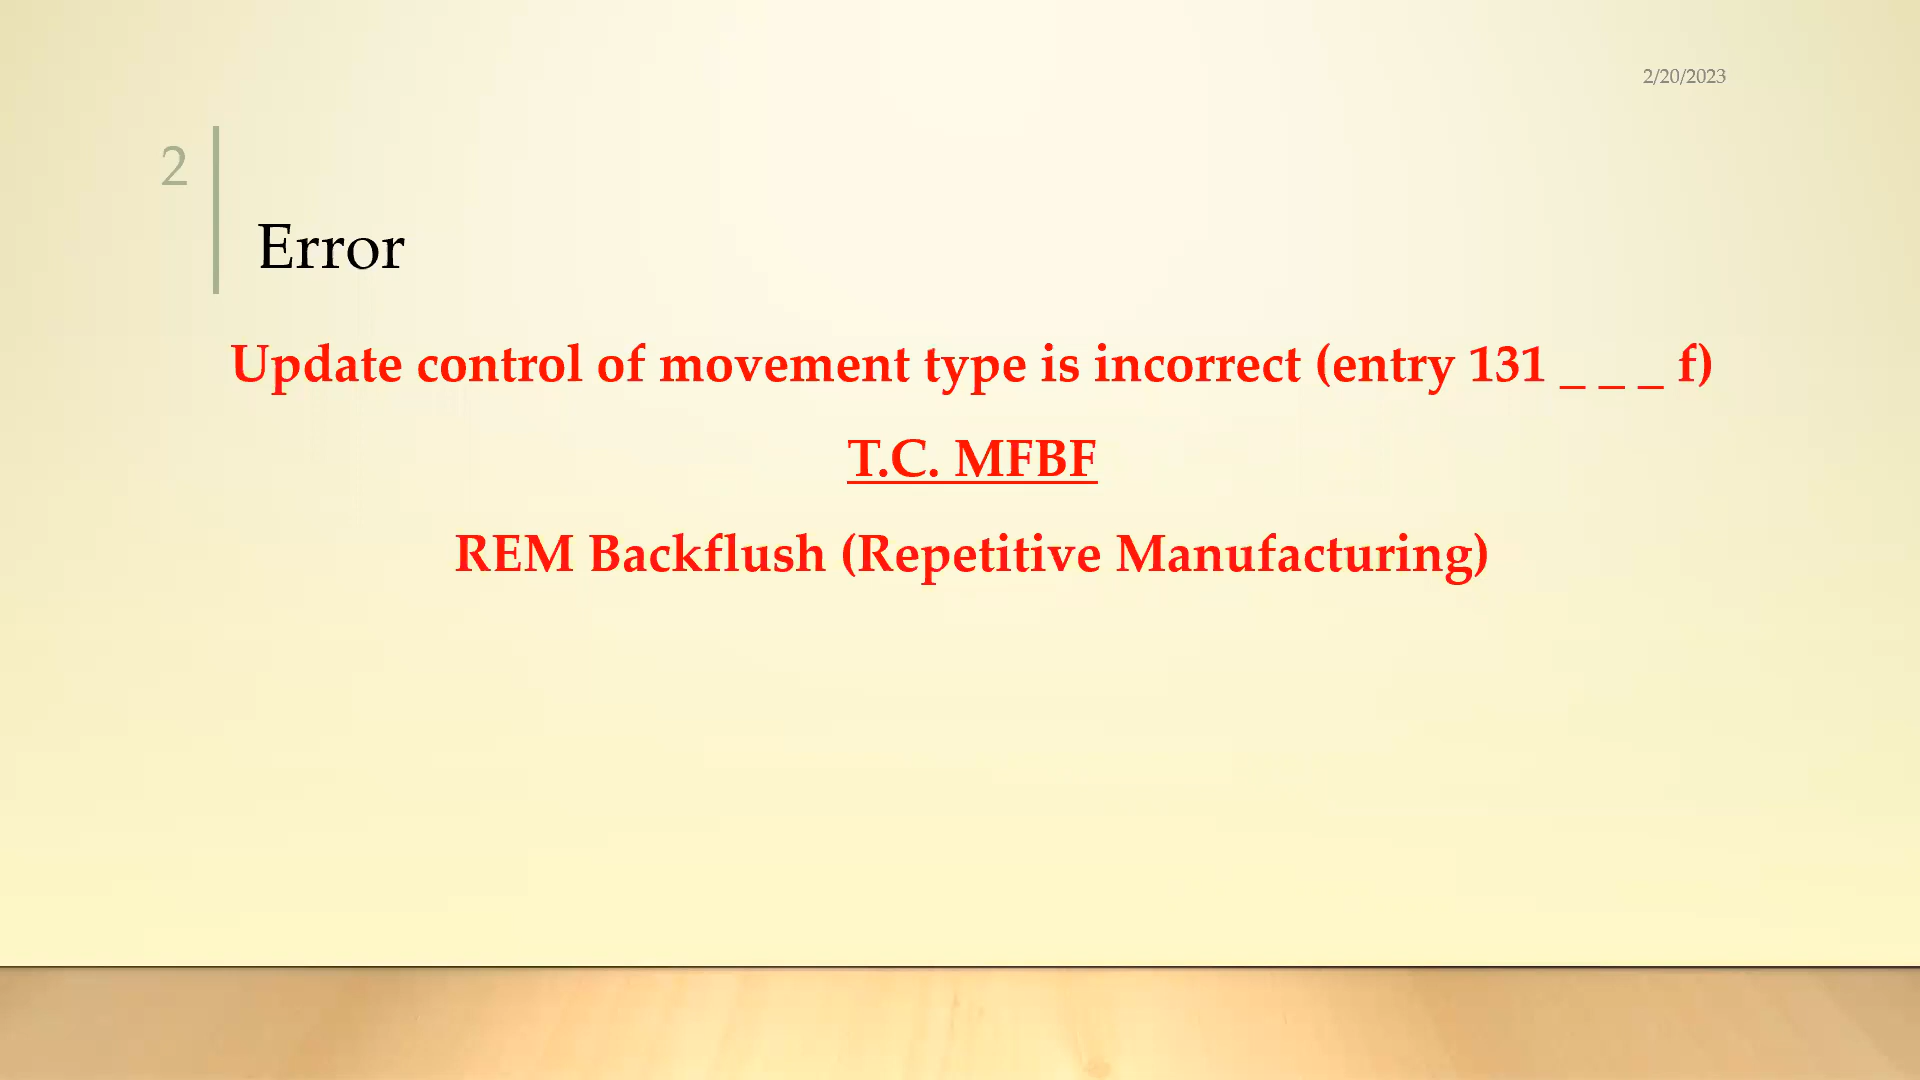 2/20/2023
2
Error
Update control of movement type is incorrect (entry 131 _ _ _ f)
T.C. MFBF
REM Backflush (Repetitive Manufacturing)